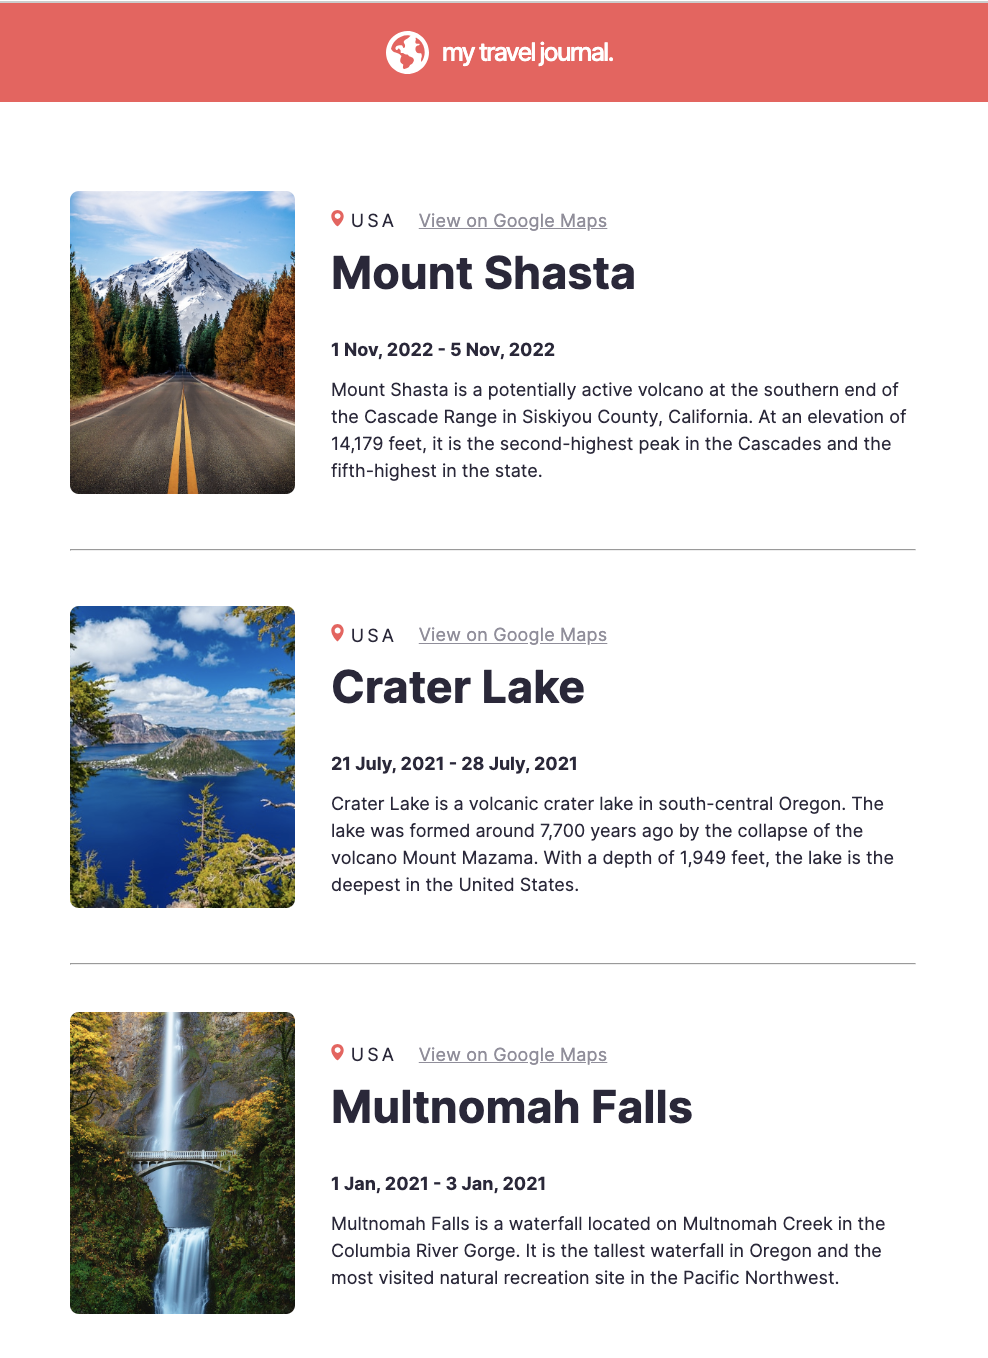 my travel journal.
USA View on Google Maps
Mount Shasta
1 Nov, 2022 - 5 Nov, 2022
Mount Shasta is a potentially active volcano at the southern end of
the Cascade Range in Siskiyou County, California. At an elevation of
14,179 feet, it is the second-highest peak in the Cascades and the
fifth-highest in the state.
USA View on Google Maps
Crater Lake
21 July, 2021 - 28 July, 2021
Crater Lake is a volcanic crater lake in south-central Oregon. The
lake was formed around 7,700 years ago by the collapse of the
volcano Mount Mazama. With a depth of 1,949 feet, the lake is the
deepest in the United States.
USA View on Google Maps
Multnomah Falls
1 Jan, 2021 - 3 Jan, 2021
Multnomah Falls is a waterfall located on Multnomah Creek in the
Columbia River Gorge. It is the tallest waterfall in Oregon and the
most visited natural recreation site in the Pacific Northwest.